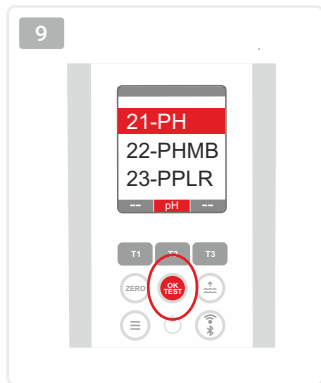 9
21-PH
22-PHMB
23-PPLR
-- pH --
T1 T2 T3
ZERO
OK
TEST